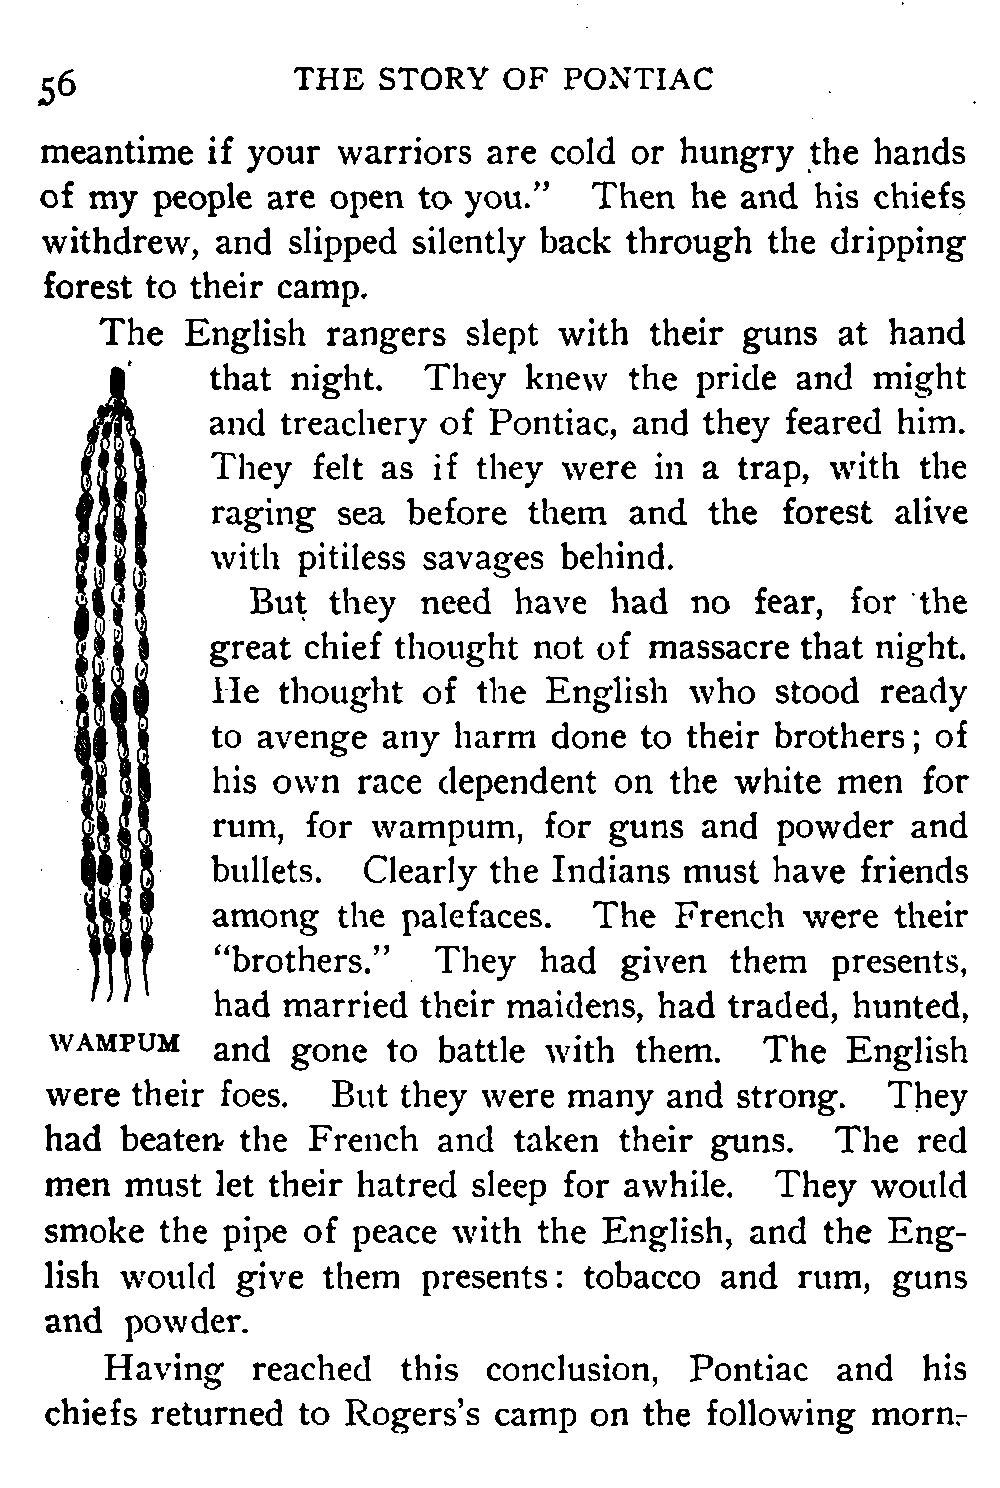 56 THE STORY OF PONTIAC
meantime if your warriors are cold or hungry the hands
of my people are open to you." Then he and his chiefs
withdrew, and slipped silently back through the dripping
forest to their camp.
The English rangers slept with their guns at hand
that night. They knew the pride and might
and treachery of Pontiac, and they feared him.
They felt as if they were in a trap, with the
raging sea before them and the forest alive
with pitiless savages behind.
But they need have had no fear, for the
great chief thought not of massacre that night.
He thought of the English who stood ready
to avenge any harm done to their brothers; of
his own race dependent on the white men for
rum, for wampum, for guns and powder and
bullets. Clearly the Indians must have friends
among the palefaces. The French were their
"brothers." They had given them presents,
had married their maidens, had traded, hunted,
WAMPUM
and gone to battle with them. The English
were their foes. But they were many and strong. They
had beaten the French and taken their guns. The red
men must let their hatred sleep for awhile. They would
smoke the pipe of peace with the English, and the Eng-
lish would give them presents: tobacco and rum, guns
and powder.
Having reached this conclusion, Pontiac and his
chiefs returned to Rogers's camp on the following morn-